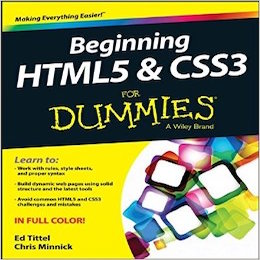 Making Everything Easier!™
Beginning
HTML5 & CSS3
FOR
DUMMIES®
A Wiley Brand
Learn to:
• Work with rules, style sheets,
and proper syntax
• Build dynamic web pages using solid
structure and the latest tools
• Avoid common HTML5 and CSS3
challenges and mistakes
IN FULL COLOR!
Ed Tittel
Chris Minnick